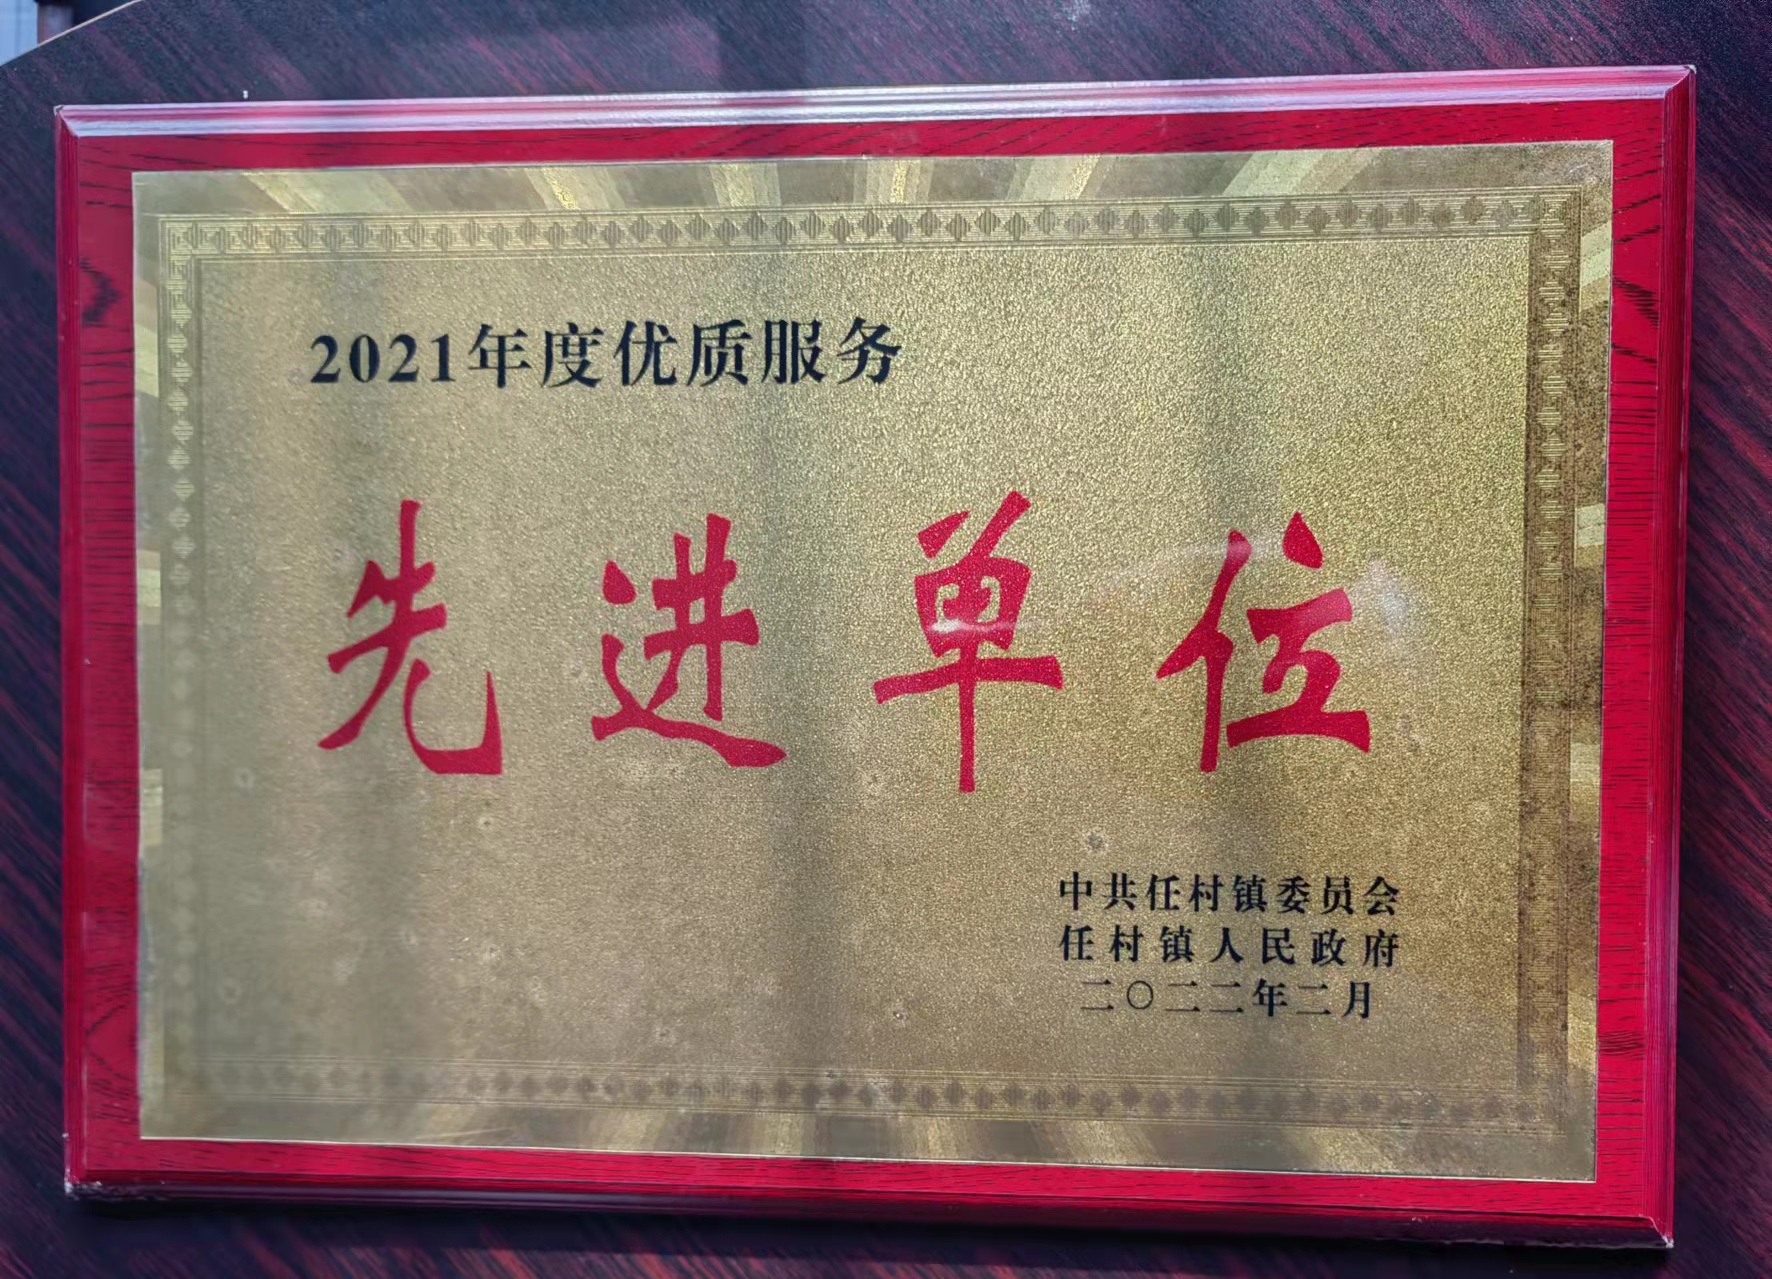 2021年度优质服务
先进单位
中共任村镇委员会
任村镇人民政府
二〇二二年二月